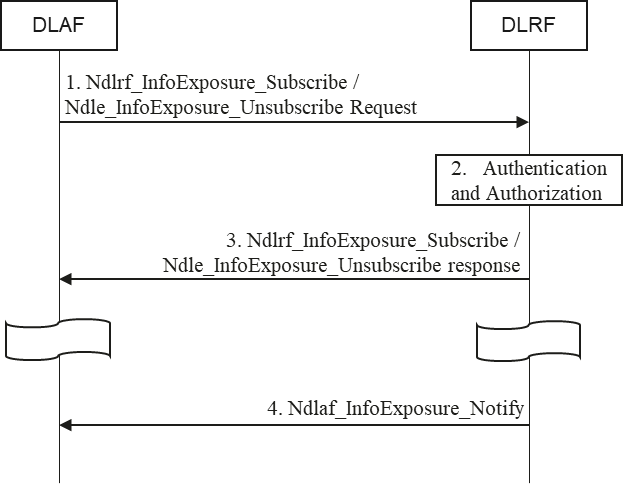 DLAF
DLRF
1. Ndlrf_InfoExposure_Subscribe /
Ndle_InfoExposure_Unsubscribe Request
2. Authentication
and Authorization
3. Ndlrf_InfoExposure_Subscribe /
Ndle_InfoExposure_Unsubscribe response
4. Ndlaf_InfoExposure_Notify